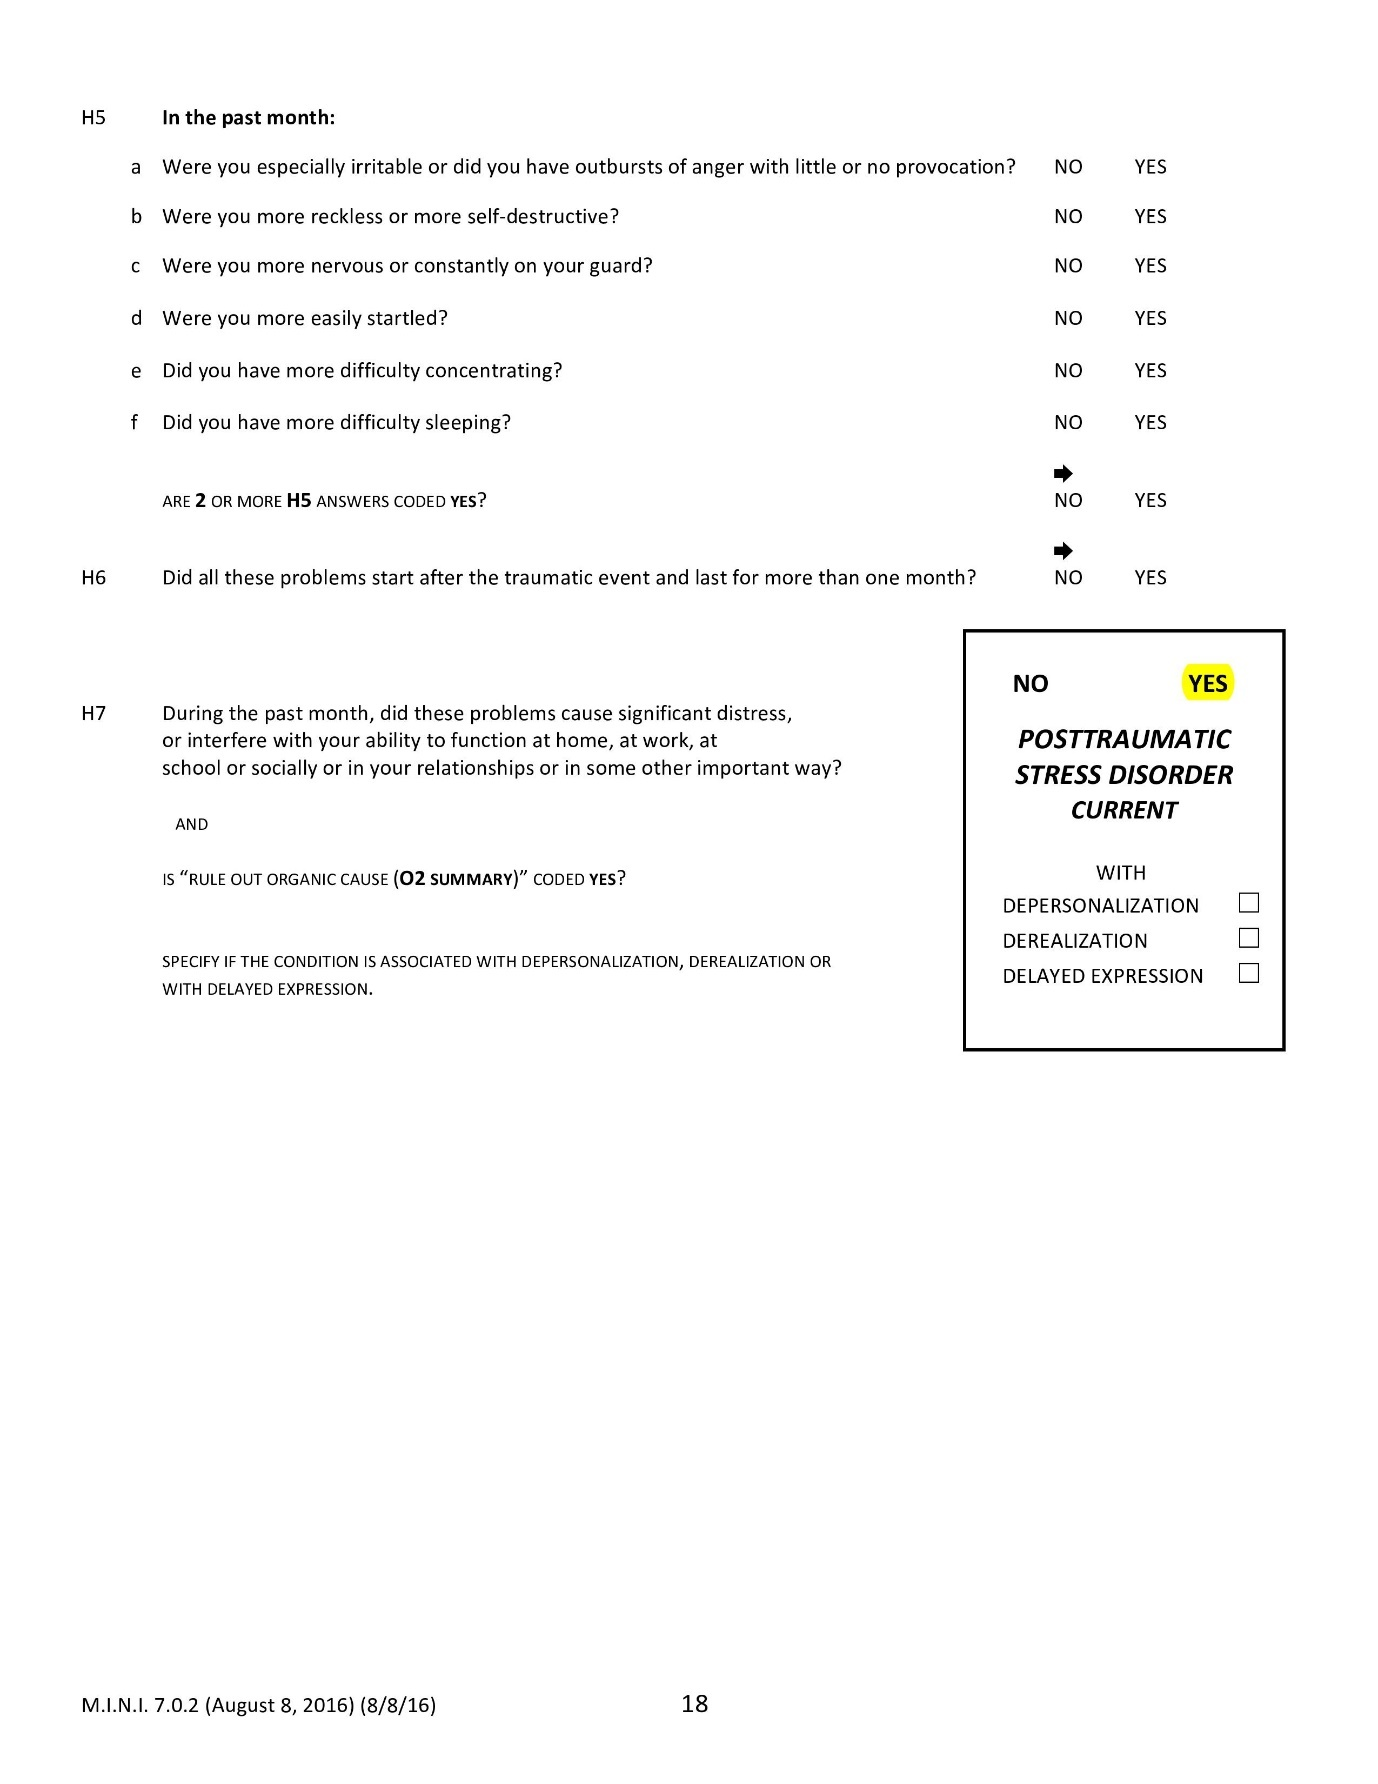 H5 In the past month:
a Were you especially irritable or did you have outbursts of anger with little or no provocation? NO YES
b Were you more reckless or more self-destructive? NO YES
c Were you more nervous or constantly on your guard? NO YES
d Were you more easily startled? NO YES
e Did you have more difficulty concentrating? NO YES
f Did you have more difficulty sleeping? NO YES
🡆
ARE 2 OR MORE H5 ANSWERS CODED YES? NO YES
🡆
H6 Did all these problems start after the traumatic event and last for more than one month? NO YES
H7 During the past month, did these problems cause significant distress,
or interfere with your ability to function at home, at work, at
school or socially or in your relationships or in some other important way?
AND
IS “RULE OUT ORGANIC CAUSE (O2 SUMMARY)” CODED YES?
SPECIFY IF THE CONDITION IS ASSOCIATED WITH DEPERSONALIZATION, DEREALIZATION OR
WITH DELAYED EXPRESSION.
NO YES
POSTTRAUMATIC
STRESS DISORDER
CURRENT
WITH
DEPERSONALIZATION ☐
DEREALIZATION ☐
DELAYED EXPRESSION ☐
M.I.N.I. 7.0.2 (August 8, 2016) (8/8/16) 18